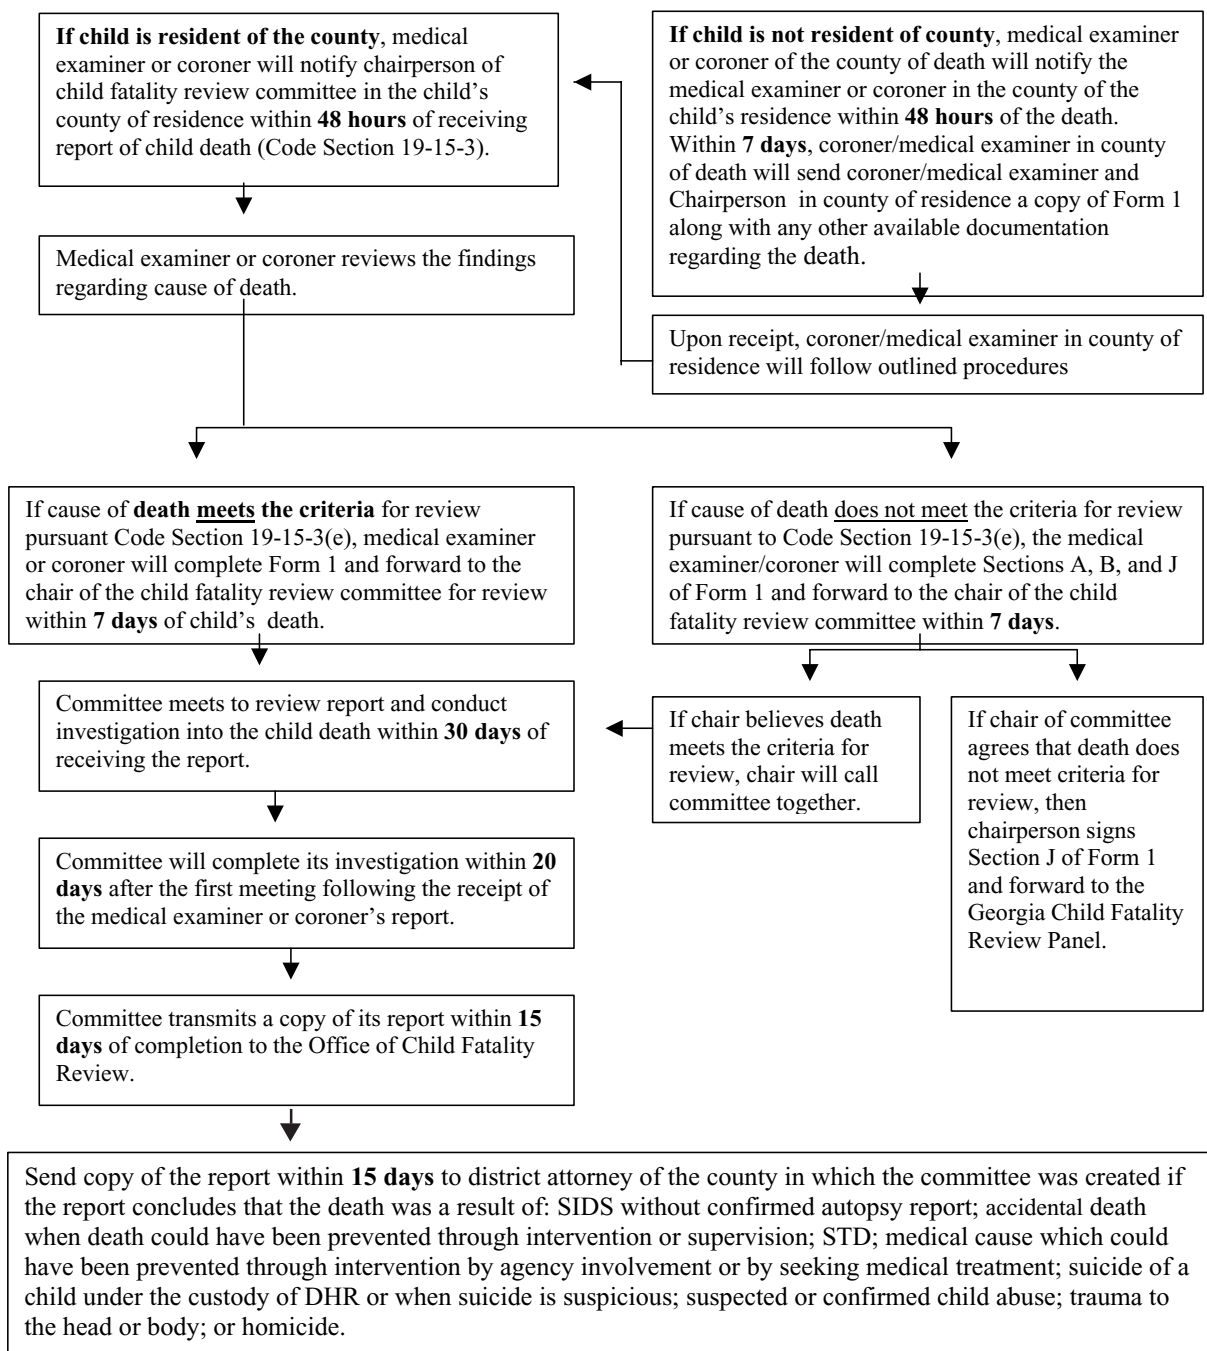 If child is resident of the county, medical
examiner or coroner will notify chairperson of
child fatality review committee in the child's
county of residence within 48 hours of receiving
report of child death (Code Section 19-15-3).
If child is not resident of county, medical examiner
or coroner of the county of death will notify the
medical examiner or coroner in the county of the
child's residence within 48 hours of the death.
Within 7 days, coroner/medical examiner in county
of death will send coroner/medical examiner and
Chairperson in county of residence a copy of Form 1
along with any other available documentation
regarding the death.
Medical examiner or coroner reviews the findings
regarding cause of death.
Upon receipt, coroner/medical examiner in county of
residence will follow outlined procedures
If cause of death meets the criteria for review
pursuant Code Section 19-15-3(e), medical examiner
or coroner will complete Form 1 and forward to the
chair of the child fatality review committee for review
within 7 days of child's death.
If cause of death does not meet the criteria for review
pursuant to Code Section 19-15-3(e), the medical
examiner/coroner will complete Sections A, B, and J
of Form 1 and forward to the chair of the child
fatality review committee within 7 days.
Committee meets to review report and conduct
investigation into the child death within 30 days of
receiving the report.
If chair believes death
meets the criteria for
review, chair will call
committee together.
If chair of committee
agrees that death does
not meet criteria for
review, then
chairperson signs
Section J of Form 1
and forward to the
Georgia Child Fatality
Review Panel.
Committee will complete its investigation within 20
days after the first meeting following the receipt of
the medical examiner or coroner's report.
Committee transmits a copy of its report within 15
days of completion to the Office of Child Fatality
Review.
Send copy of the report within 15 days to district attorney of the county in which the committee was created if
the report concludes that the death was a result of: SIDS without confirmed autopsy report; accidental death
when death could have been prevented through intervention or supervision; STD; medical cause which could
have been prevented through intervention by agency involvement or by seeking medical treatment; suicide of a
child under the custody of DHR or when suicide is suspicious; suspected or confirmed child abuse; trauma to
the head or body; or homicide.